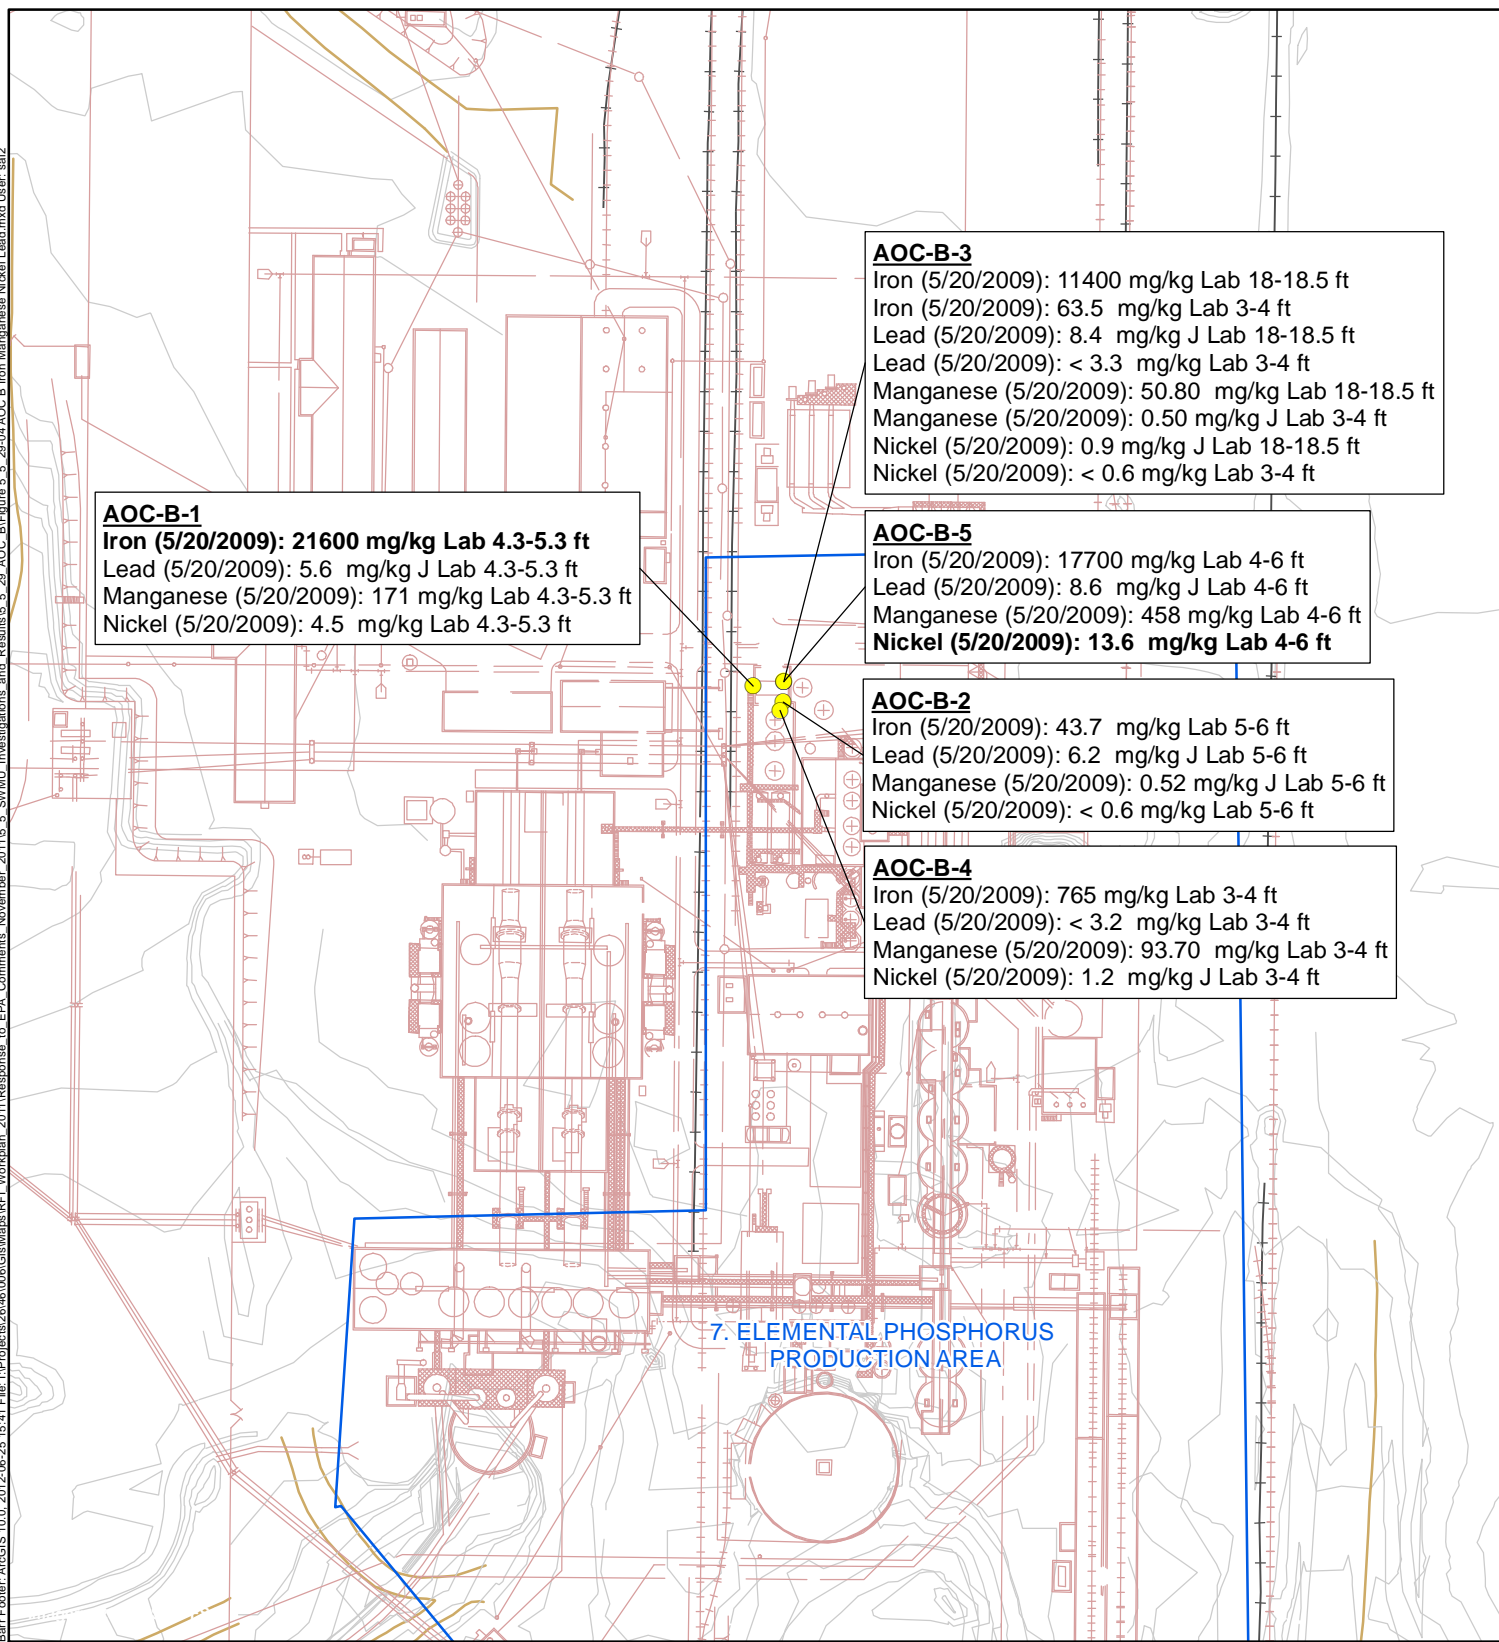 AOC-B-3
Iron (5/20/2009): 11400 mg/kg Lab 18-18.5 ft
Iron (5/20/2009): 63.5 mg/kg Lab 3-4 ft
Lead (5/20/2009): 8.4 mg/kg J Lab 18-18.5 ft
Lead (5/20/2009): < 3.3 mg/kg Lab 3-4 ft
Manganese (5/20/2009): 50.80 mg/kg Lab 18-18.5 ft
Manganese (5/20/2009): 0.50 mg/kg J Lab 3-4 ft
Nickel (5/20/2009): 0.9 mg/kg J Lab 18-18.5 ft
Nickel (5/20/2009): < 0.6 mg/kg Lab 3-4 ft
AOC-B-1
Iron (5/20/2009): 21600 mg/kg Lab 4.3-5.3 ft
Lead (5/20/2009): 5.6 mg/kg J Lab 4.3-5.3 ft
Manganese (5/20/2009): 171 mg/kg Lab 4.3-5.3 ft
Nickel (5/20/2009): 4.5 mg/kg Lab 4.3-5.3 ft
AOC-B-5
Iron (5/20/2009): 17700 mg/kg Lab 4-6 ft
Lead (5/20/2009): 8.6 mg/kg J Lab 4-6 ft
Manganese (5/20/2009): 458 mg/kg Lab 4-6 ft
Nickel (5/20/2009): 13.6 mg/kg Lab 4-6 ft
AOC-B-2
Iron (5/20/2009): 43.7 mg/kg Lab 5-6 ft
Lead (5/20/2009): 6.2 mg/kg J Lab 5-6 ft
Manganese (5/20/2009): 0.52 mg/kg J Lab 5-6 ft
Nickel (5/20/2009): < 0.6 mg/kg Lab 5-6 ft
AOC-B-4
Iron (5/20/2009): 765 mg/kg Lab 3-4 ft
Lead (5/20/2009): < 3.2 mg/kg Lab 3-4 ft
Manganese (5/20/2009): 93.70 mg/kg Lab 3-4 ft
Nickel (5/20/2009): 1.2 mg/kg J Lab 3-4 ft
7. ELEMENTAL PHOSPHORUS
PRODUCTION AREA
Barr Footer: ArcGIS 10.0, 2012-06-25 15:41 File: